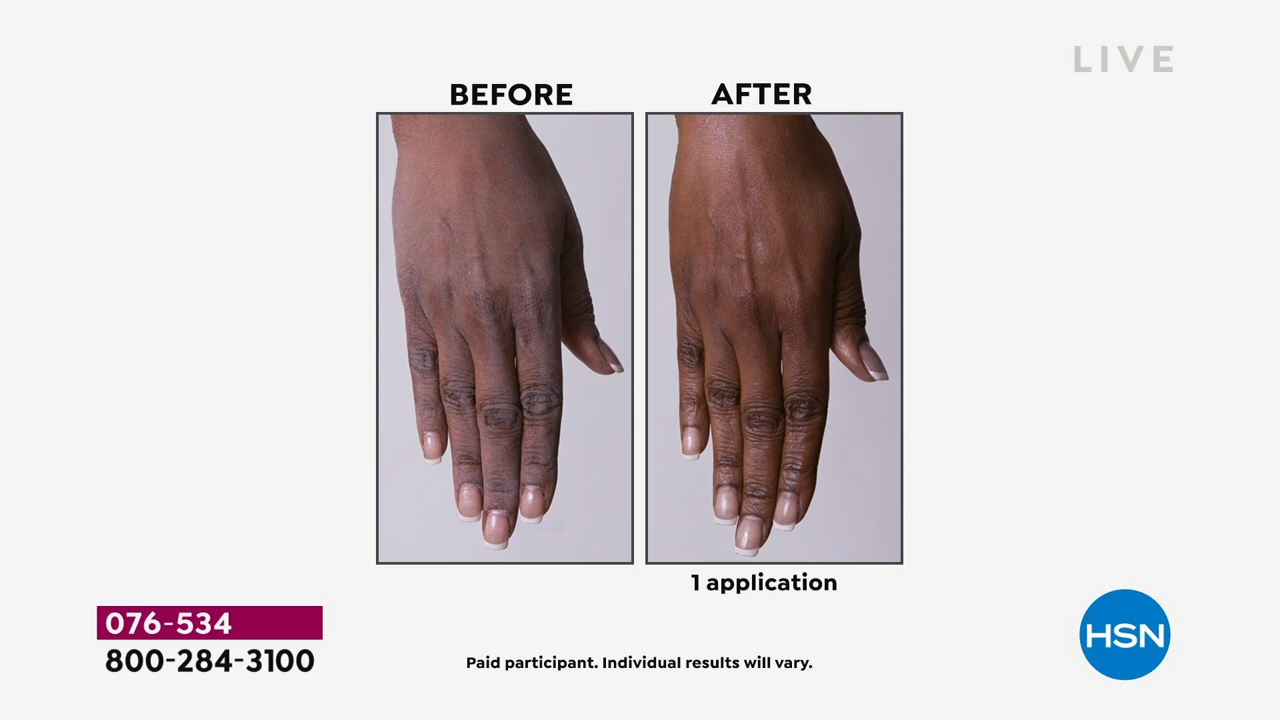 LIVE
BEFORE
AFTER
1 application
076-534
800-284-3100
Paid participant. Individual results will vary.
HSN